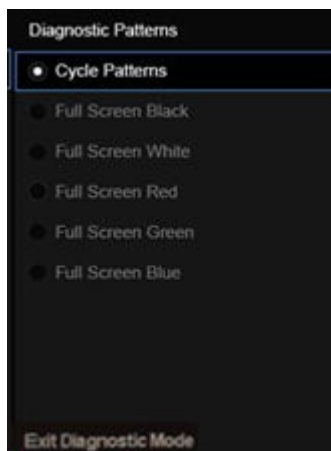 Diagnostic Patterns
Cycle Patterns
Full Screen Black
Full Screen White
Full Screen Red
Full Screen Green
Full Screen Blue
Exit Diagnostic Mode